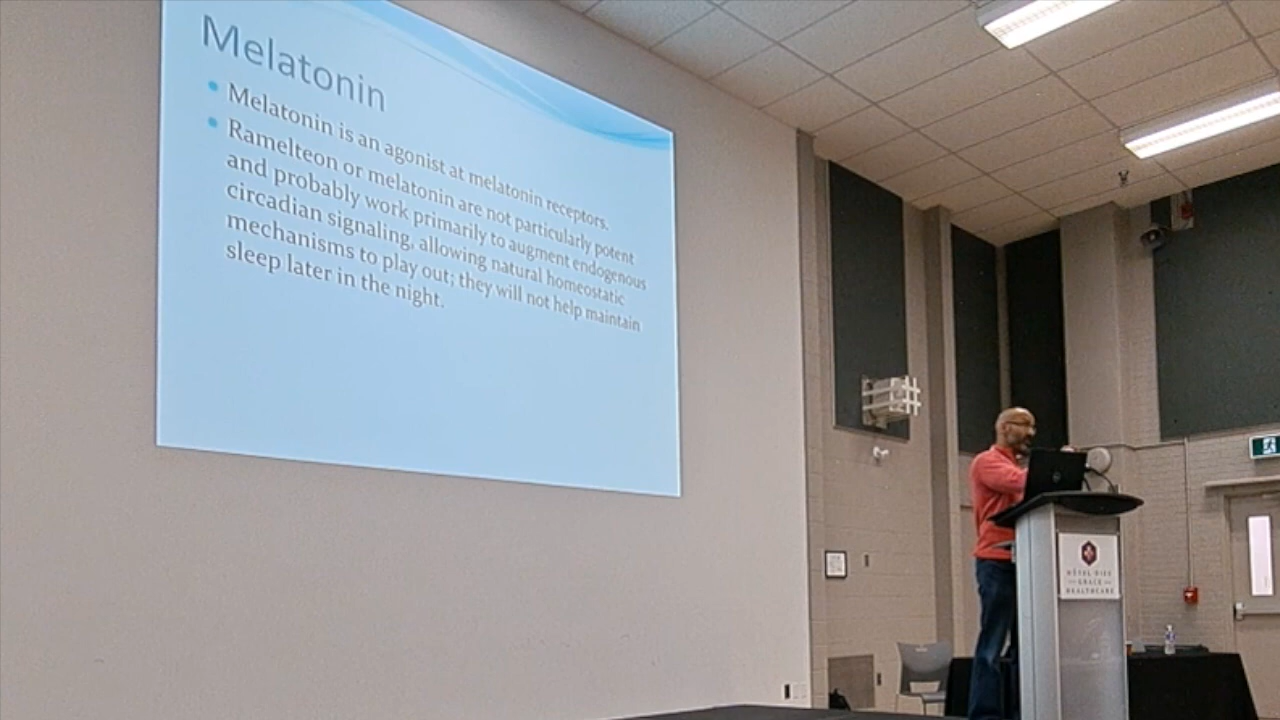 Melatonin
• Melatonin is an agonist at melatonin receptors.
• Ramelteon or melatonin are not particularly potent
and probably work primarily to augment endogenous
circadian signaling, allowing natural homeostatic
mechanisms to play out; they will not help maintain
sleep later in the night.
HÔTEL-DIEU
GRACE
HEALTHCARE